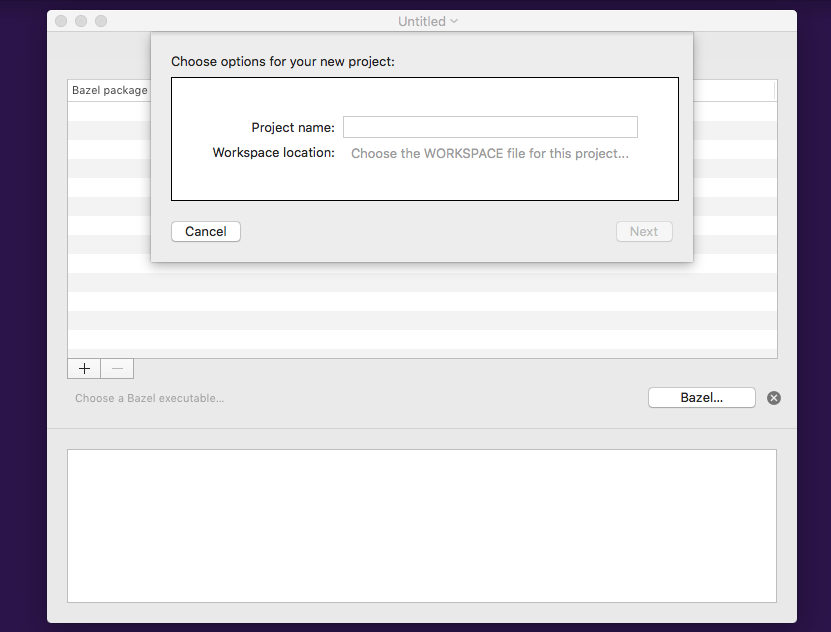 Untitled
Choose options for your new project:
Bazel package
Project name:
Workspace location: Choose the WORKSPACE file for this project...
Cancel Next
Choose a Bazel executable... Bazel...